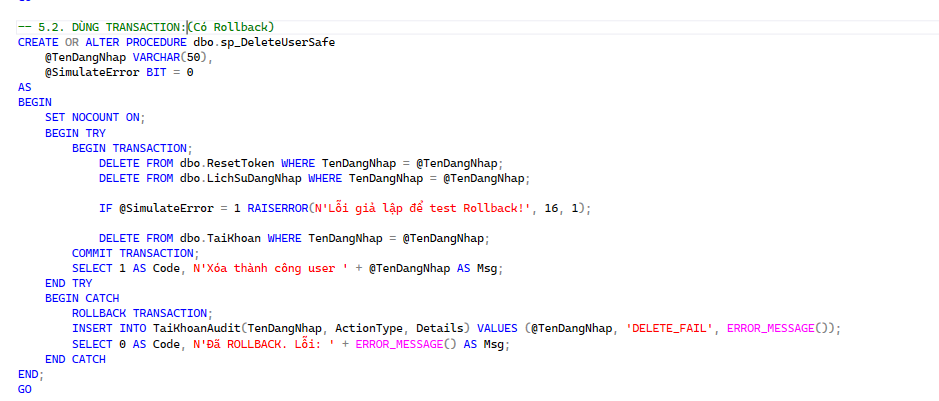 -- 5.2. DÙNG TRANSACTION:(Có Rollback)
CREATE OR ALTER PROCEDURE dbo.sp_DeleteUserSafe
    @TenDangNhap VARCHAR(50),
    @SimulateError BIT = 0
AS
BEGIN
    SET NOCOUNT ON;
    BEGIN TRY
        BEGIN TRANSACTION;
            DELETE FROM dbo.ResetToken WHERE TenDangNhap = @TenDangNhap;
            DELETE FROM dbo.LichSuDangNhap WHERE TenDangNhap = @TenDangNhap;
            IF @SimulateError = 1 RAISERROR(N'Lỗi giả lập để test Rollback!', 16, 1);
            DELETE FROM dbo.TaiKhoan WHERE TenDangNhap = @TenDangNhap;
        COMMIT TRANSACTION;
        SELECT 1 AS Code, N'Xóa thành công user ' + @TenDangNhap AS Msg;
    END TRY
    BEGIN CATCH
        ROLLBACK TRANSACTION;
        INSERT INTO TaiKhoanAudit(TenDangNhap, ActionType, Details) VALUES (@TenDangNhap, 'DELETE_FAIL', ERROR_MESSAGE());
        SELECT 0 AS Code, N'Đã ROLLBACK. Lỗi: ' + ERROR_MESSAGE() AS Msg;
    END CATCH
END;
GO